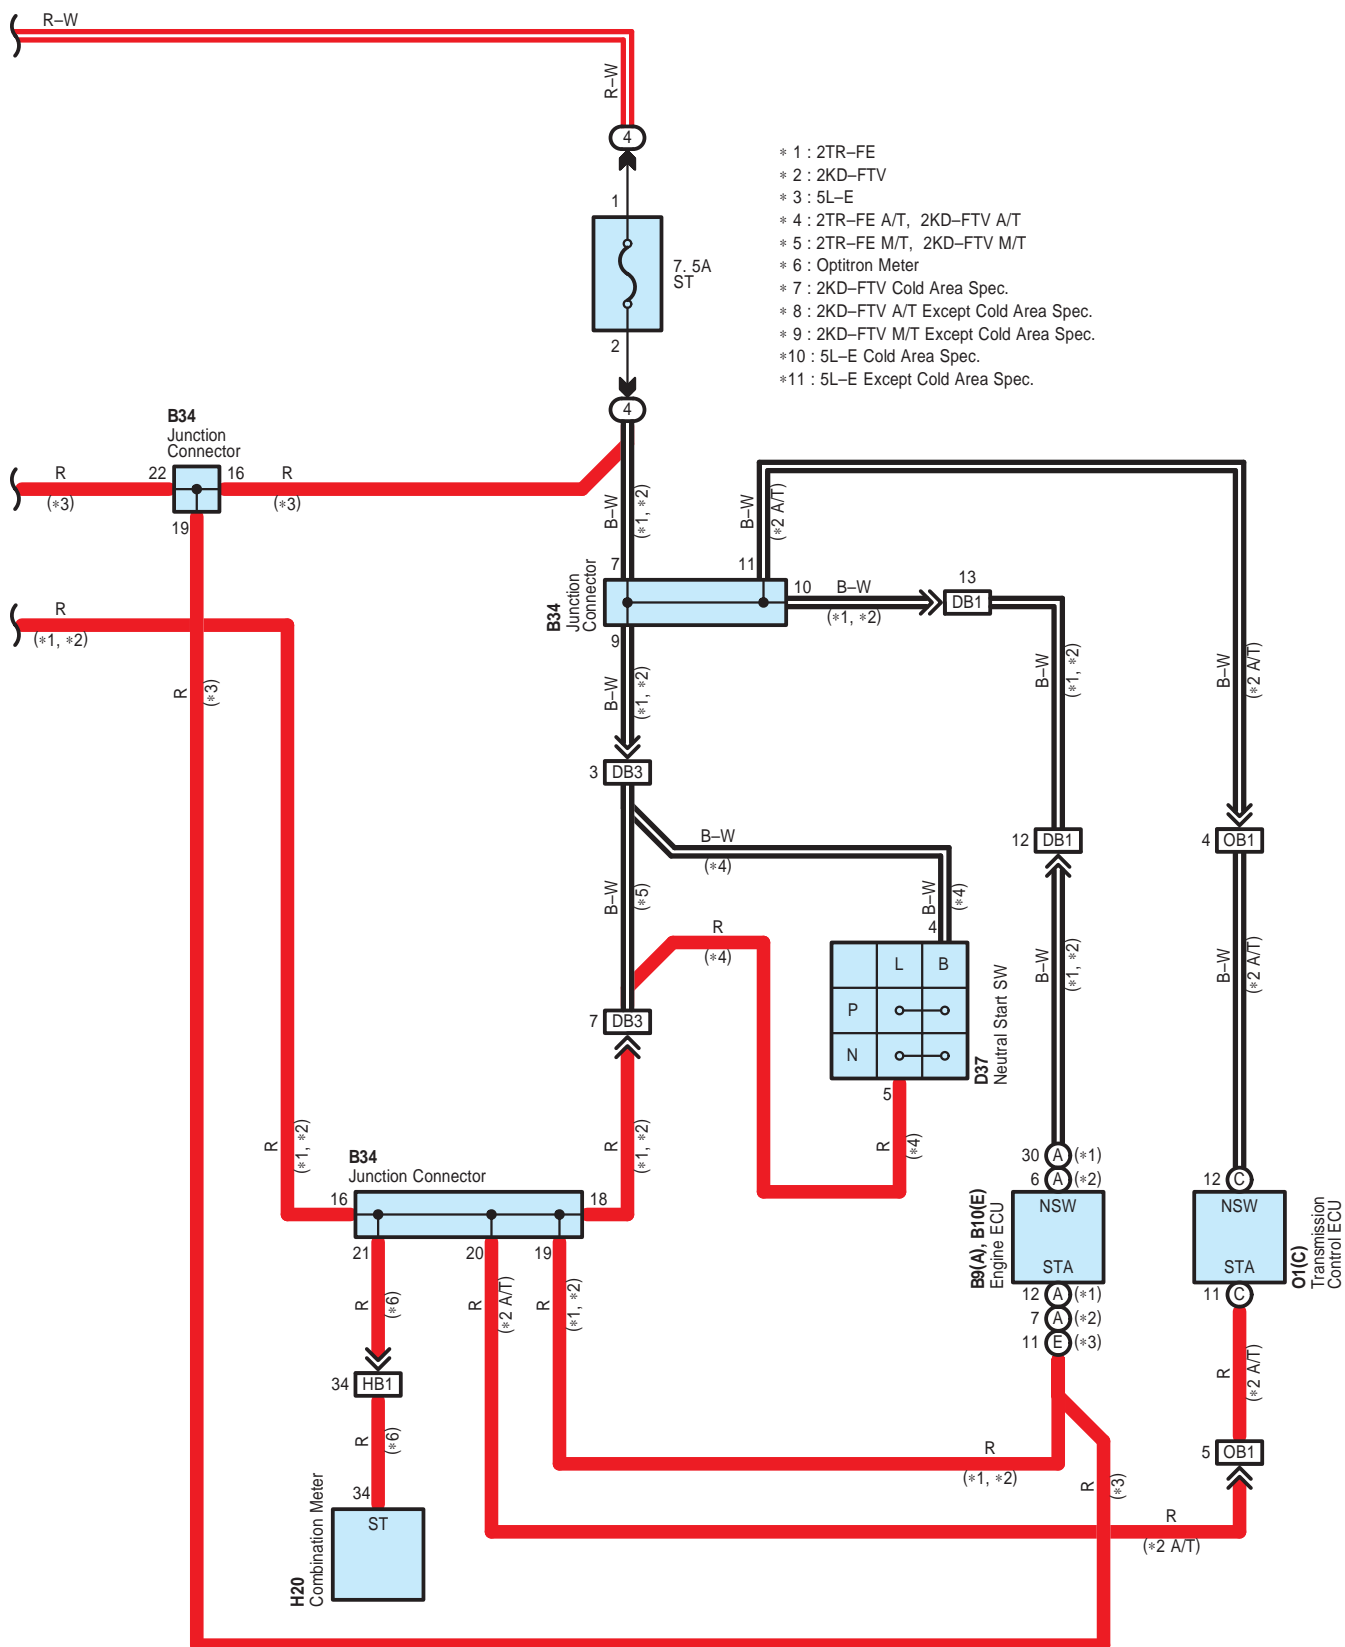 R–W
R–W
4
1
7. 5A
ST
2
4
∗ 1 : 2TR–FE
∗ 2 : 2KD–FTV
∗ 3 : 5L–E
∗ 4 : 2TR–FE A/T, 2KD–FTV A/T
∗ 5 : 2TR–FE M/T, 2KD–FTV M/T
∗ 6 : Optitron Meter
∗ 7 : 2KD–FTV Cold Area Spec.
∗ 8 : 2KD–FTV A/T Except Cold Area Spec.
∗ 9 : 2KD–FTV M/T Except Cold Area Spec.
∗10 : 5L–E Cold Area Spec.
∗11 : 5L–E Except Cold Area Spec.
B34
Junction
Connector
R
(∗3)
22
16
R
(∗3)
19
B–W
(∗1, ∗2)
B–W
(∗2 A/T)
7
11
10
B–W
(∗1, ∗2)
13
DB1
B34
Junction
Connector
9
R
(∗1, ∗2)
R
(∗3)
B–W
(∗1, ∗2)
B–W
(∗1, ∗2)
B–W
(∗2 A/T)
3
DB3
12
DB1
4
OB1
B–W
(∗4)
B–W
(∗5)
B–W
(∗4)
4
R
(∗4)
B–W
(∗1, ∗2)
B–W
(∗2 A/T)
L
B
P
N
D37
Neutral Start SW
7
DB3
5
R
(∗4)
R
(∗1, ∗2)
R
(∗1, ∗2)
B34
Junction Connector
16
18
21
20
19
30
A
(∗1)
6
A
(∗2)
NSW
STA
B9(A), B10(E)
Engine ECU
12
A
(∗1)
7
A
(∗2)
11
E
(∗3)
12
C
NSW
STA
O1(C)
Transmission
Control ECU
11
C
R
(∗6)
R
(∗2 A/T)
R
(∗1, ∗2)
R
(∗2 A/T)
34
HB1
R
(∗6)
R
(∗1, ∗2)
5
OB1
R
(∗3)
34
ST
H20
Combination Meter
R
(∗2 A/T)